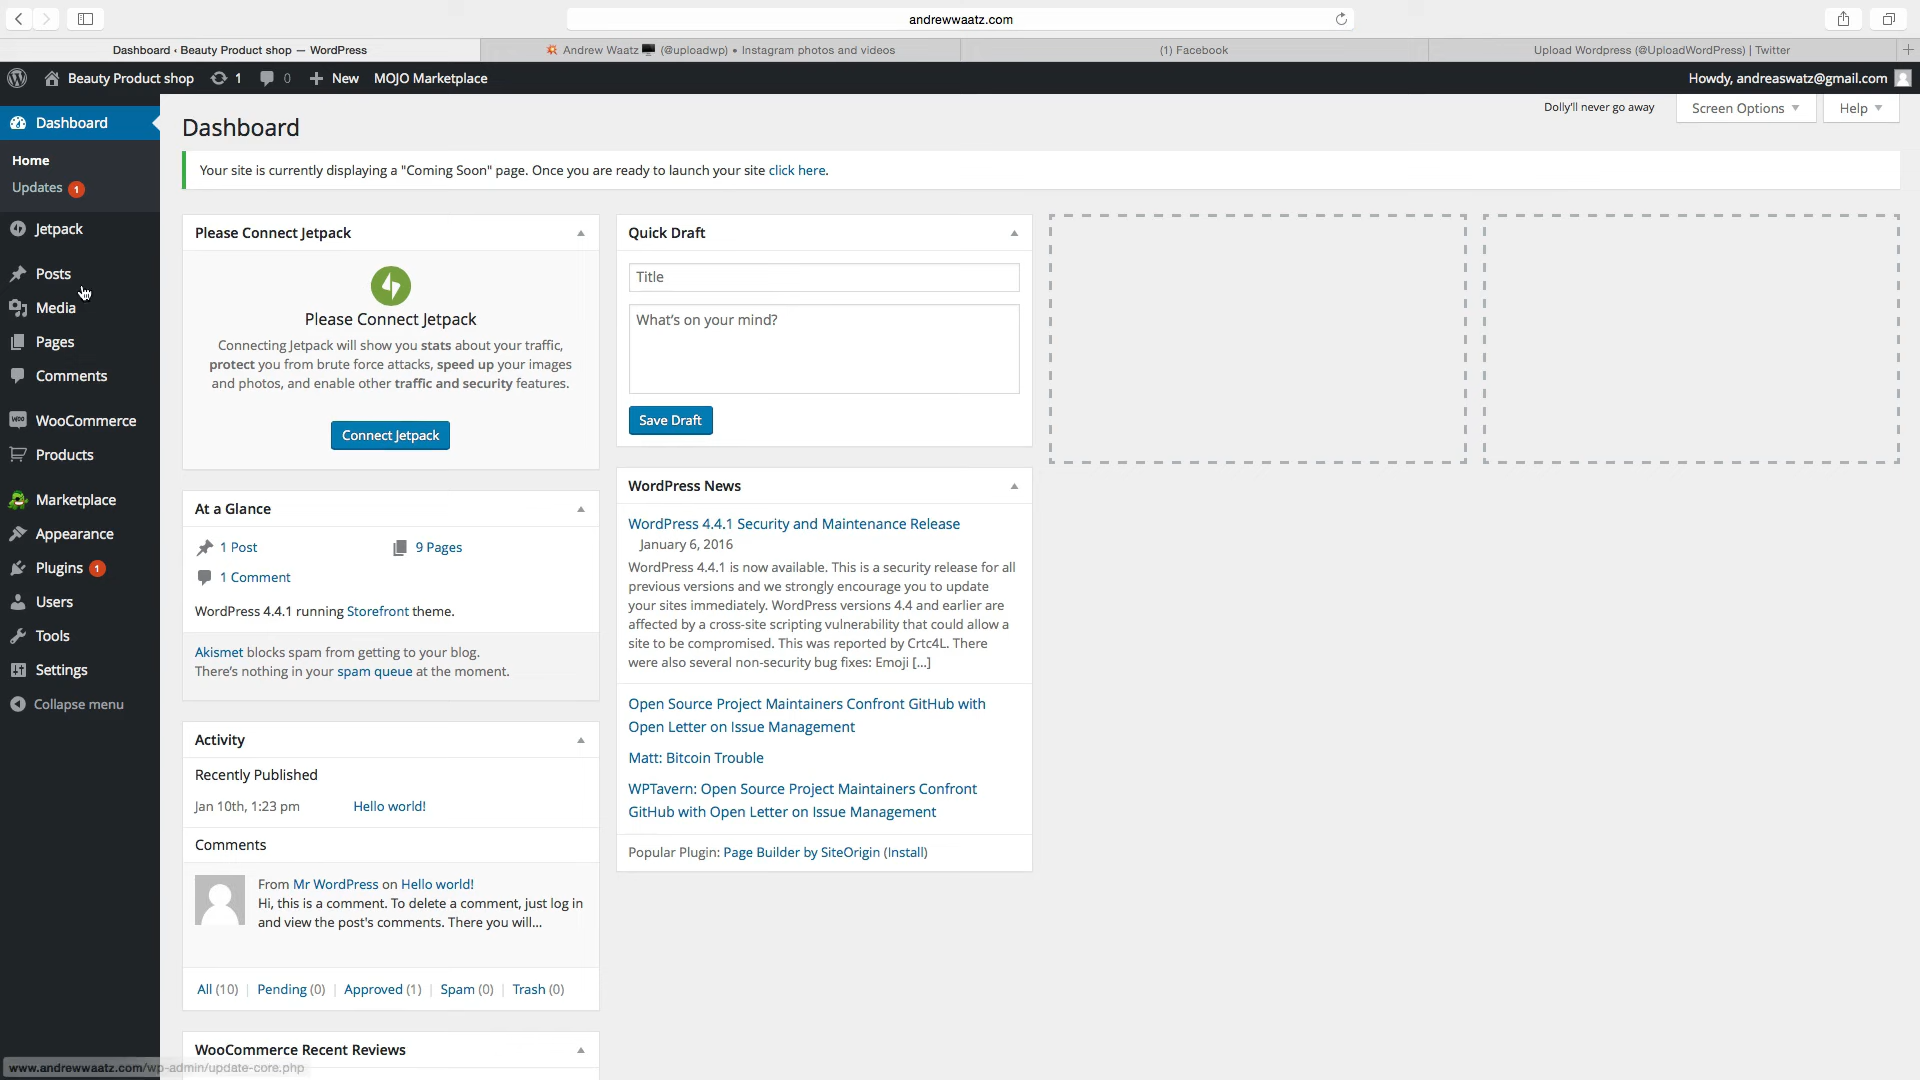 andrewwaatz.com
Dashboard ‹ Beauty Product shop — WordPress
Andrew Waatz (@uploadwp) • Instagram photos and videos
(1) Facebook
Upload Wordpress (@UploadWordPress) | Twitter
Beauty Product shop 1 0 New MOJO Marketplace
Howdy, andreaswatz@gmail.com
Dashboard
Home
Updates 1
Jetpack
Posts
Media
Pages
Comments
WooCommerce
Products
Marketplace
Appearance
Plugins 1
Users
Tools
Settings
Collapse menu
Dolly'll never go away
Screen Options
Help
Dashboard
Your site is currently displaying a "Coming Soon" page. Once you are ready to launch your site click here.
Please Connect Jetpack
Please Connect Jetpack
Connecting Jetpack will show you stats about your traffic,
protect you from brute force attacks, speed up your images
and photos, and enable other traffic and security features.
Connect Jetpack
At a Glance
1 Post
9 Pages
1 Comment
WordPress 4.4.1 running Storefront theme.
Akismet blocks spam from getting to your blog.
There's nothing in your spam queue at the moment.
Activity
Recently Published
Jan 10th, 1:23 pm Hello world!
Comments
From Mr WordPress on Hello world!
Hi, this is a comment. To delete a comment, just log in
and view the post's comments. There you will...
All (10) | Pending (0) | Approved (1) | Spam (0) | Trash (0)
WooCommerce Recent Reviews
Quick Draft
Title
What's on your mind?
Save Draft
WordPress News
WordPress 4.4.1 Security and Maintenance Release
January 6, 2016
WordPress 4.4.1 is now available. This is a security release for all
previous versions and we strongly encourage you to update
your sites immediately. WordPress versions 4.4 and earlier are
affected by a cross-site scripting vulnerability that could allow a
site to be compromised. This was reported by Crtc4L. There
were also several non-security bug fixes: Emoji [...]
Open Source Project Maintainers Confront GitHub with
Open Letter on Issue Management
Matt: Bitcoin Trouble
WPTavern: Open Source Project Maintainers Confront
GitHub with Open Letter on Issue Management
Popular Plugin: Page Builder by SiteOrigin (Install)
www.andrewwaatz.com/wp-admin/update-core.php